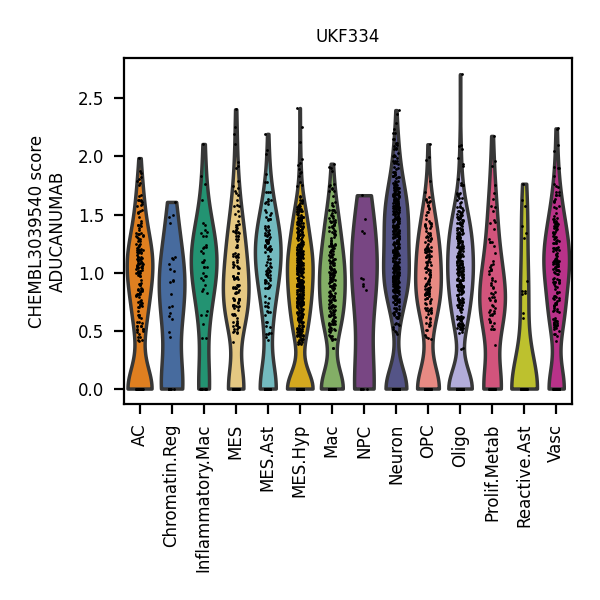 UKF334
CHEMBL3039540 score
ADUCANUMAB
2.5
2.0
1.5
1.0
0.5
0.0
AC
Chromatin.Reg
Inflammatory.Mac
MES
MES.Ast
MES.Hyp
Mac
NPC
Neuron
OPC
Oligo
Prolif.Metab
Reactive.Ast
Vasc